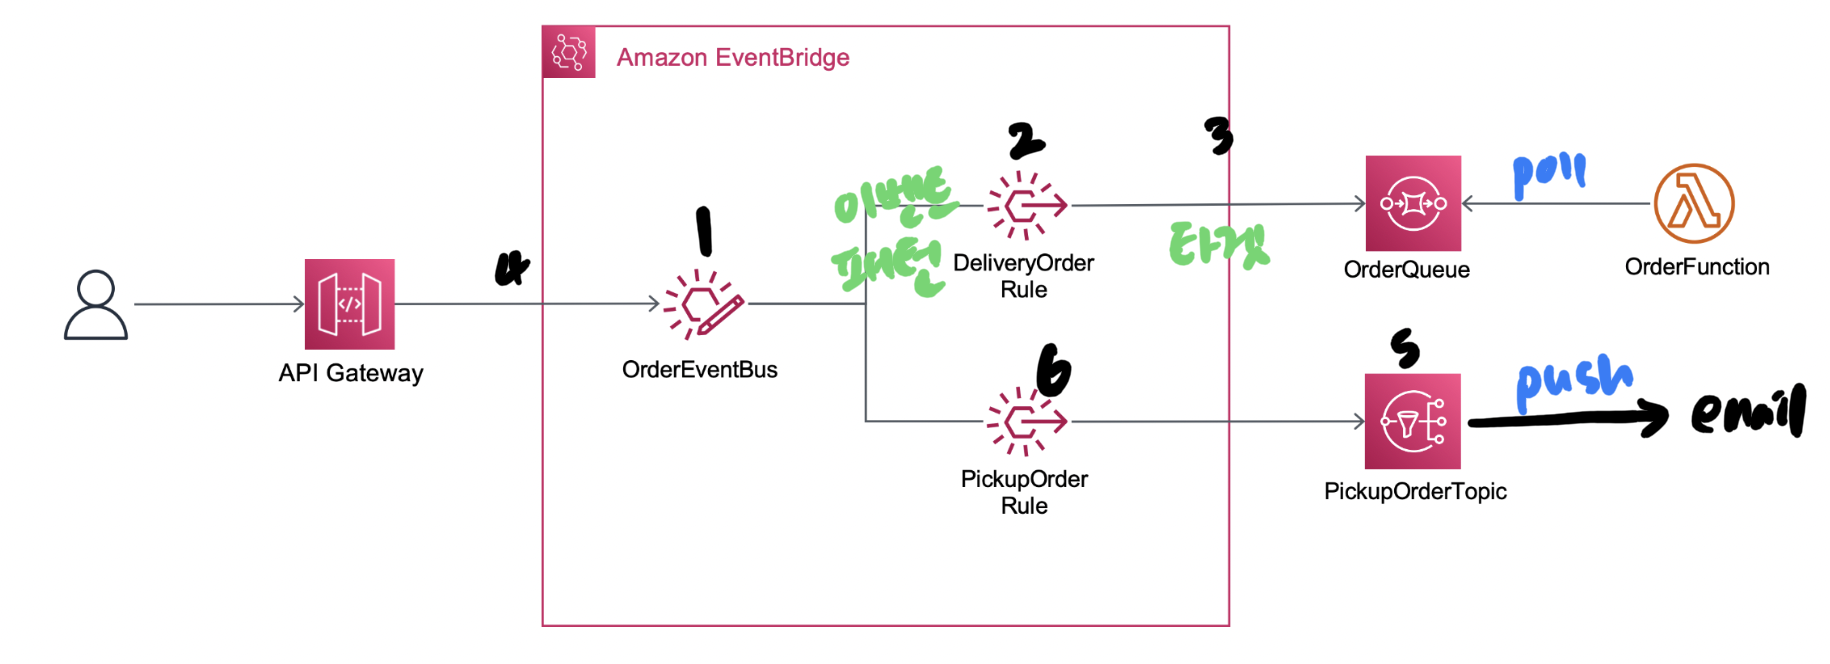 Amazon EventBridge
2
3
poll
이벤트
패턴
DeliveryOrder
Rule
타겟
OrderQueue
OrderFunction
1
4
API Gateway
OrderEventBus
6
5
push
email
PickupOrder
Rule
PickupOrderTopic